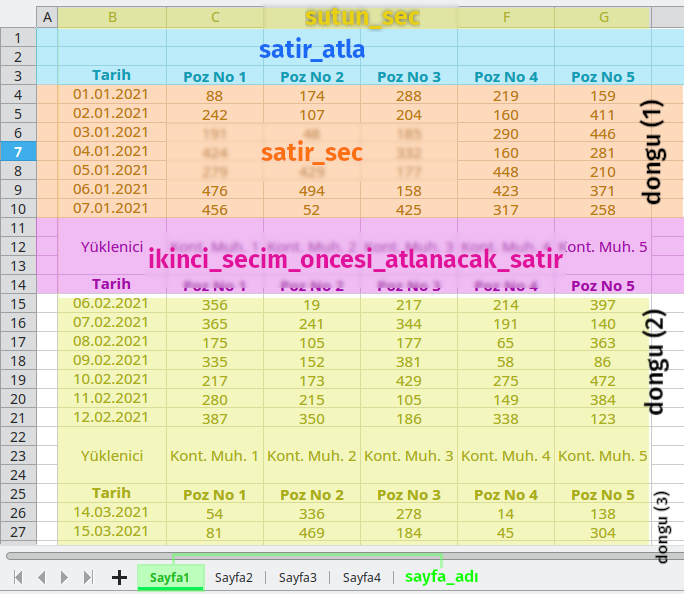 A B C sutun_sec F G
1
2 satir_atla
3 Tarih Poz No 1 Poz No 2 Poz No 3 Poz No 4 Poz No 5
4 01.01.2021 88 174 288 219 159
5 02.01.2021 242 107 204 160 411
6 03.01.2021 191 48 185 290 446
7 04.01.2021 424 satir_sec 332 160 281
8 05.01.2021 279 429 177 448 210
9 06.01.2021 476 494 158 423 371
10 07.01.2021 456 52 425 317 258
dongu (1)
11
12 Yüklenici Kont. Muh. 1 Kont. Muh. 2 Kont. Muh. 3 Kont. Muh. 4 Kont. Muh. 5
ikinci_secim_oncesi_atlanacak_satir
13
14 Tarih Poz No 1 Poz No 2 Poz No 3 Poz No 4 Poz No 5
15 06.02.2021 356 19 217 214 397
16 07.02.2021 365 241 344 191 140
17 08.02.2021 175 105 177 65 363
18 09.02.2021 335 152 381 58 86
19 10.02.2021 217 173 429 275 472
20 11.02.2021 280 215 105 149 384
21 12.02.2021 387 350 186 338 123
dongu (2)
22
23 Yüklenici Kont. Muh. 1 Kont. Muh. 2 Kont. Muh. 3 Kont. Muh. 4 Kont. Muh. 5
24
25 Tarih Poz No 1 Poz No 2 Poz No 3 Poz No 4 Poz No 5
26 14.03.2021 54 336 278 14 138
27 15.03.2021 81 469 184 45 304
dongu (3)
Sayfa1 Sayfa2 Sayfa3 Sayfa4 sayfa_adı